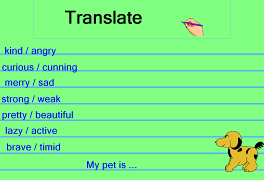 Translate
kind / angry
curious / cunning
merry / sad
strong / weak
pretty / beautiful
lazy / active
brave / timid
My pet is ...